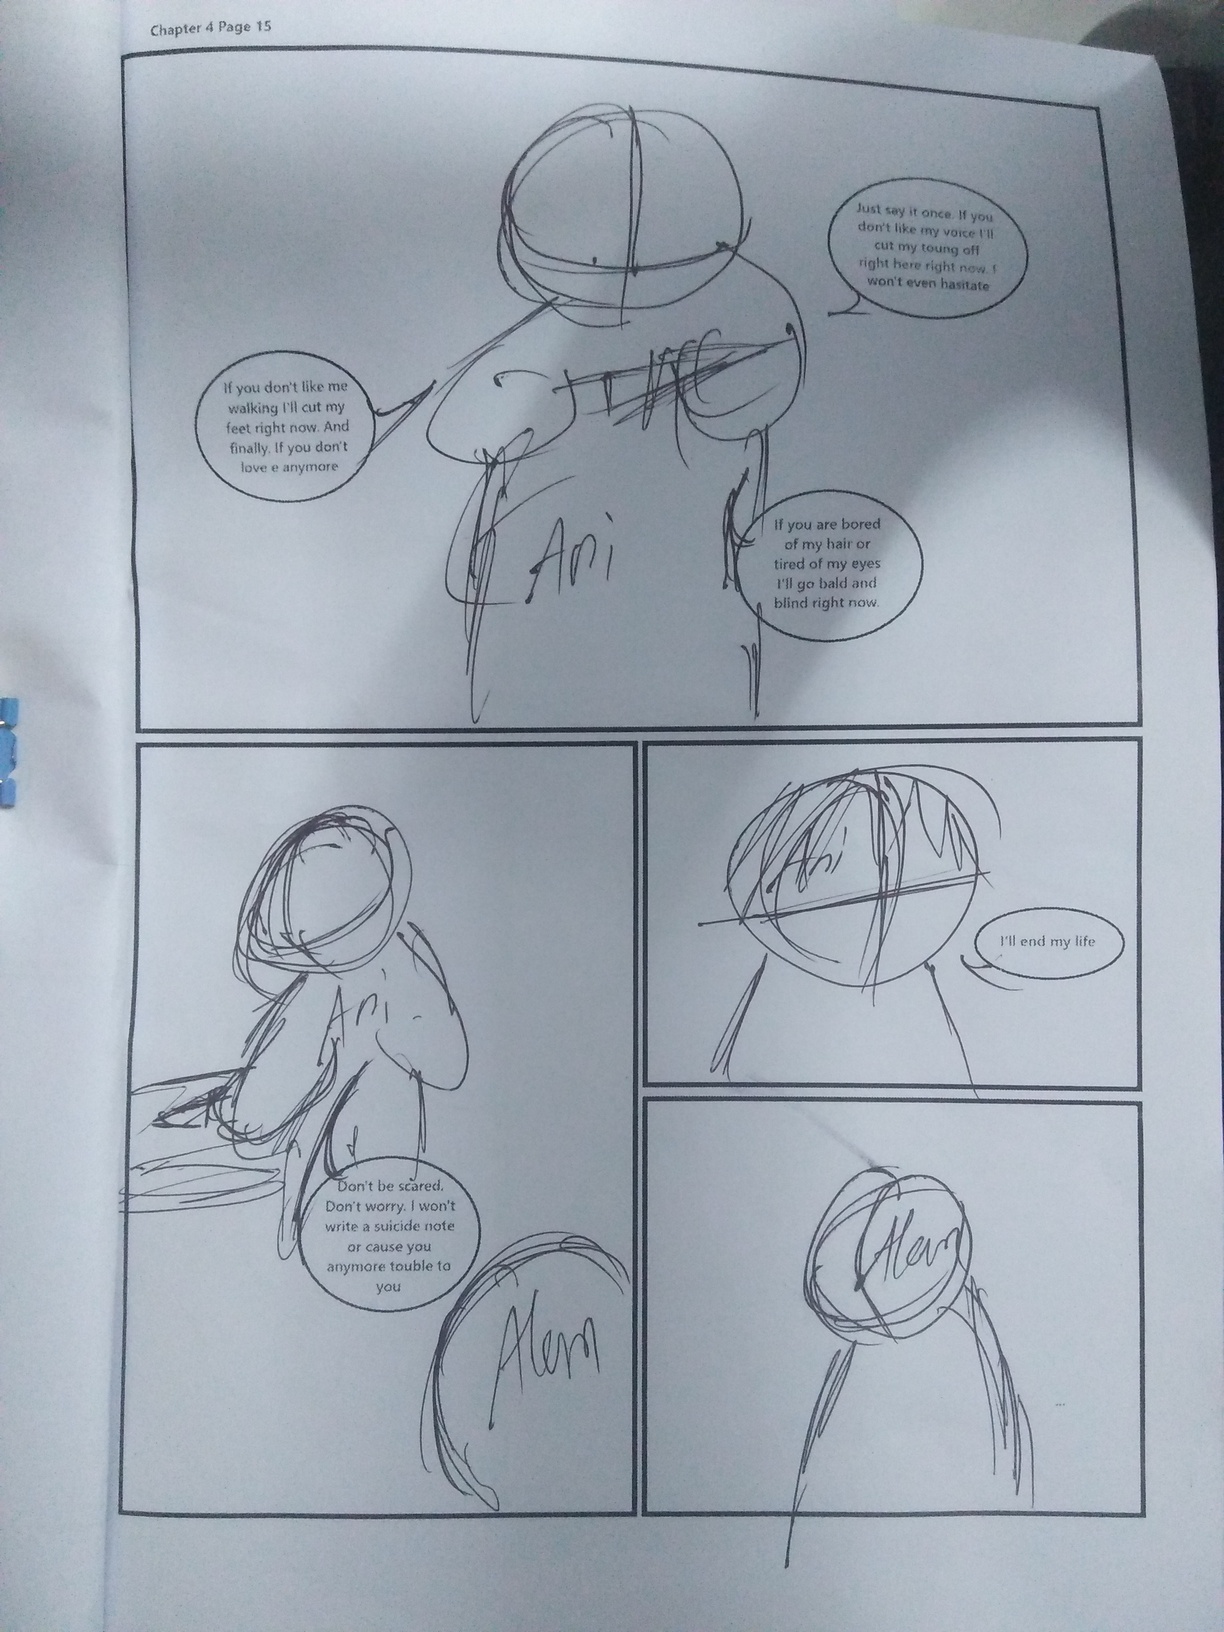 Chapter 4 Page 15
Just say it once. If you
don't like my voice I'll
cut my toung off
right here right now. I
won't even hasitate
If you don't like me
walking I'll cut my
feet right now. And
finally. If you don't
love e anymore
If you are bored
of my hair or
tired of my eyes
I'll go bald and
blind right now.
Ani
Ani
I'll end my life
Ani
Don't be scared.
Don't worry. I won't
write a suicide note
or cause you
anymore touble to
you
Alem
Alem